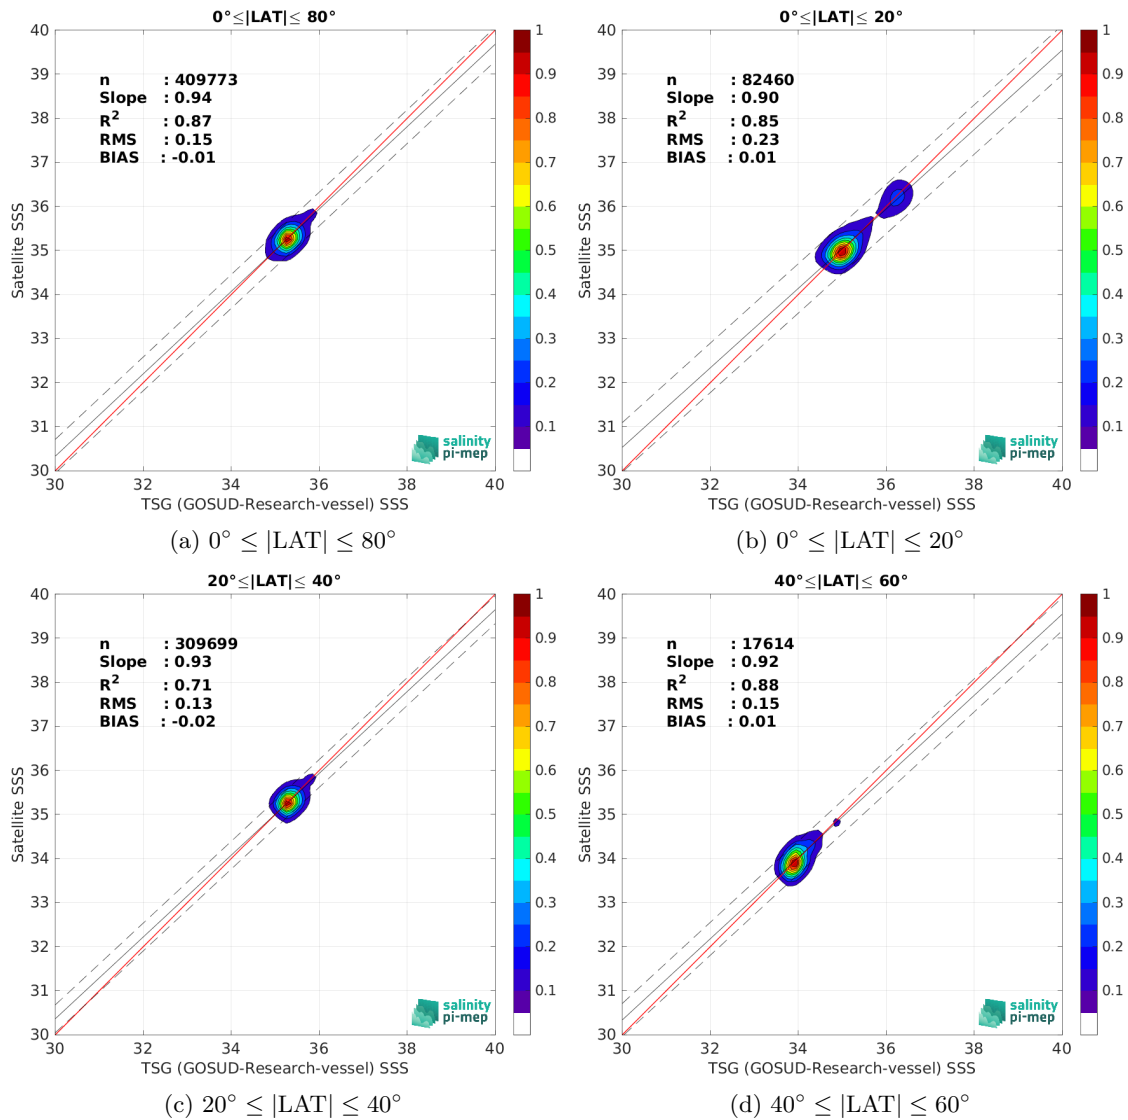 0°≤|LAT|≤ 80°
n : 409773
Slope : 0.94
R² : 0.87
RMS : 0.15
BIAS : -0.01
40
39
38
37
36
35
34
33
32
31
30
Satellite SSS
30 32 34 36 38 40
TSG (GOSUD-Research-vessel) SSS
1
0.9
0.8
0.7
0.6
0.5
0.4
0.3
0.2
0.1
salinity
pi-mep
(a) 0° ≤ |LAT| ≤ 80°
0°≤|LAT|≤ 20°
n : 82460
Slope : 0.90
R² : 0.85
RMS : 0.23
BIAS : 0.01
40
39
38
37
36
35
34
33
32
31
30
Satellite SSS
30 32 34 36 38 40
TSG (GOSUD-Research-vessel) SSS
1
0.9
0.8
0.7
0.6
0.5
0.4
0.3
0.2
0.1
salinity
pi-mep
(b) 0° ≤ |LAT| ≤ 20°
20°≤|LAT|≤ 40°
n : 309699
Slope : 0.93
R² : 0.71
RMS : 0.13
BIAS : -0.02
40
39
38
37
36
35
34
33
32
31
30
Satellite SSS
30 32 34 36 38 40
TSG (GOSUD-Research-vessel) SSS
1
0.9
0.8
0.7
0.6
0.5
0.4
0.3
0.2
0.1
salinity
pi-mep
(c) 20° ≤ |LAT| ≤ 40°
40°≤|LAT|≤ 60°
n : 17614
Slope : 0.92
R² : 0.88
RMS : 0.15
BIAS : 0.01
40
39
38
37
36
35
34
33
32
31
30
Satellite SSS
30 32 34 36 38 40
TSG (GOSUD-Research-vessel) SSS
1
0.9
0.8
0.7
0.6
0.5
0.4
0.3
0.2
0.1
salinity
pi-mep
(d) 40° ≤ |LAT| ≤ 60°